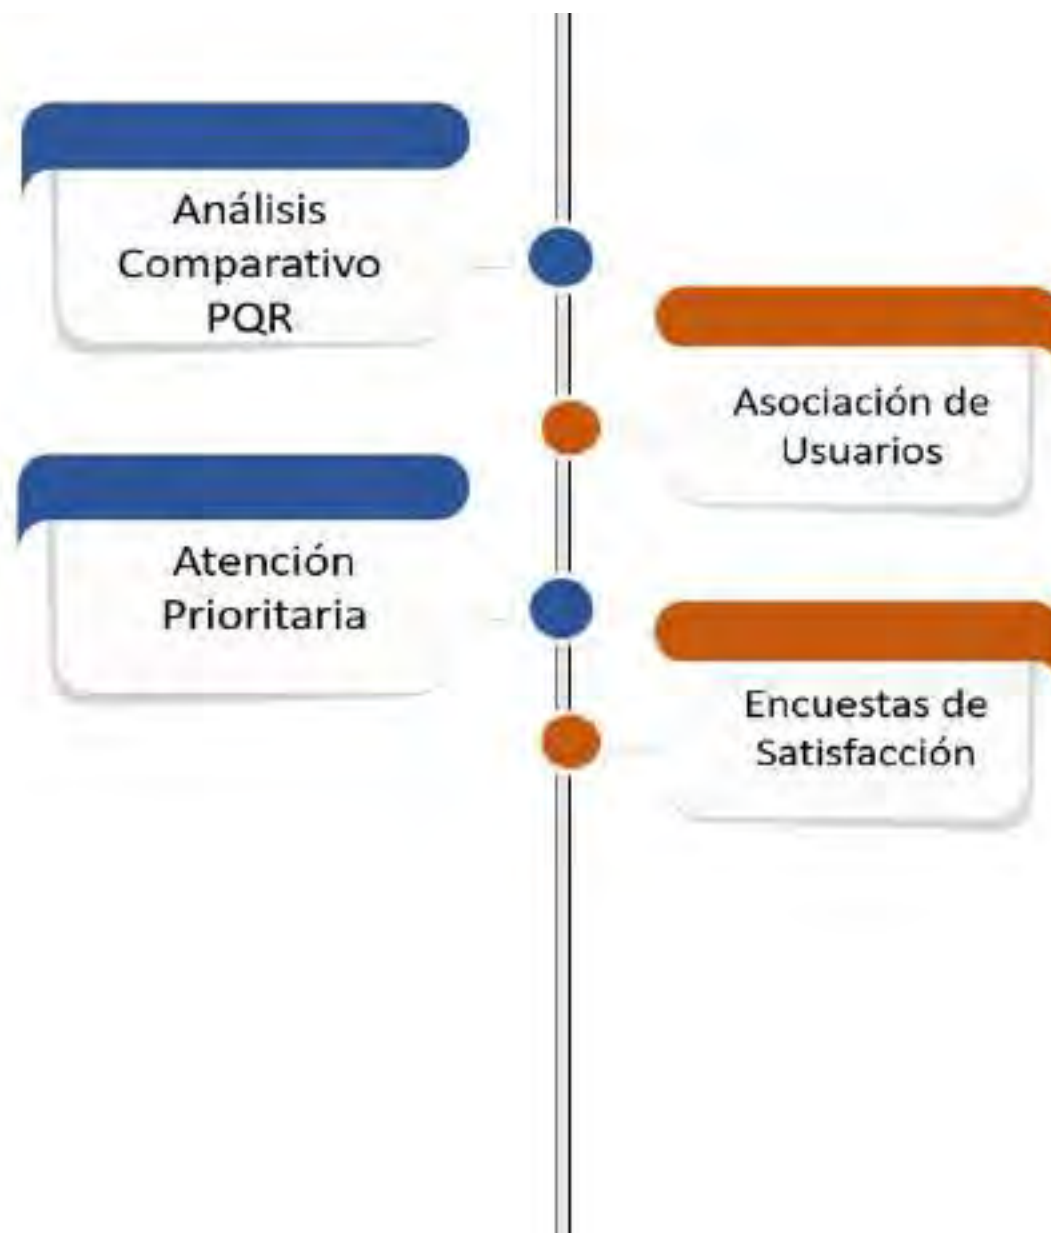 Análisis
Comparativo
PQR
Asociación de
Usuarios
Atención
Prioritaria
Encuestas de
Satisfacción